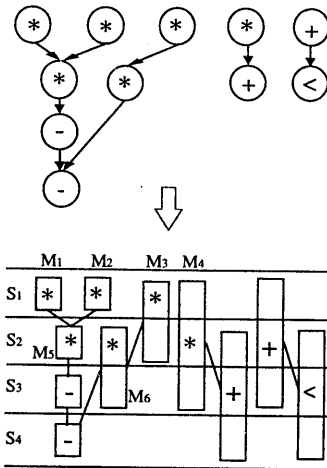 * * * * +
* * + <
-
-
M1 M2 M3 M4
S1 * * *
S2 M5 * * * +
S3 - M6 + <
S4 -